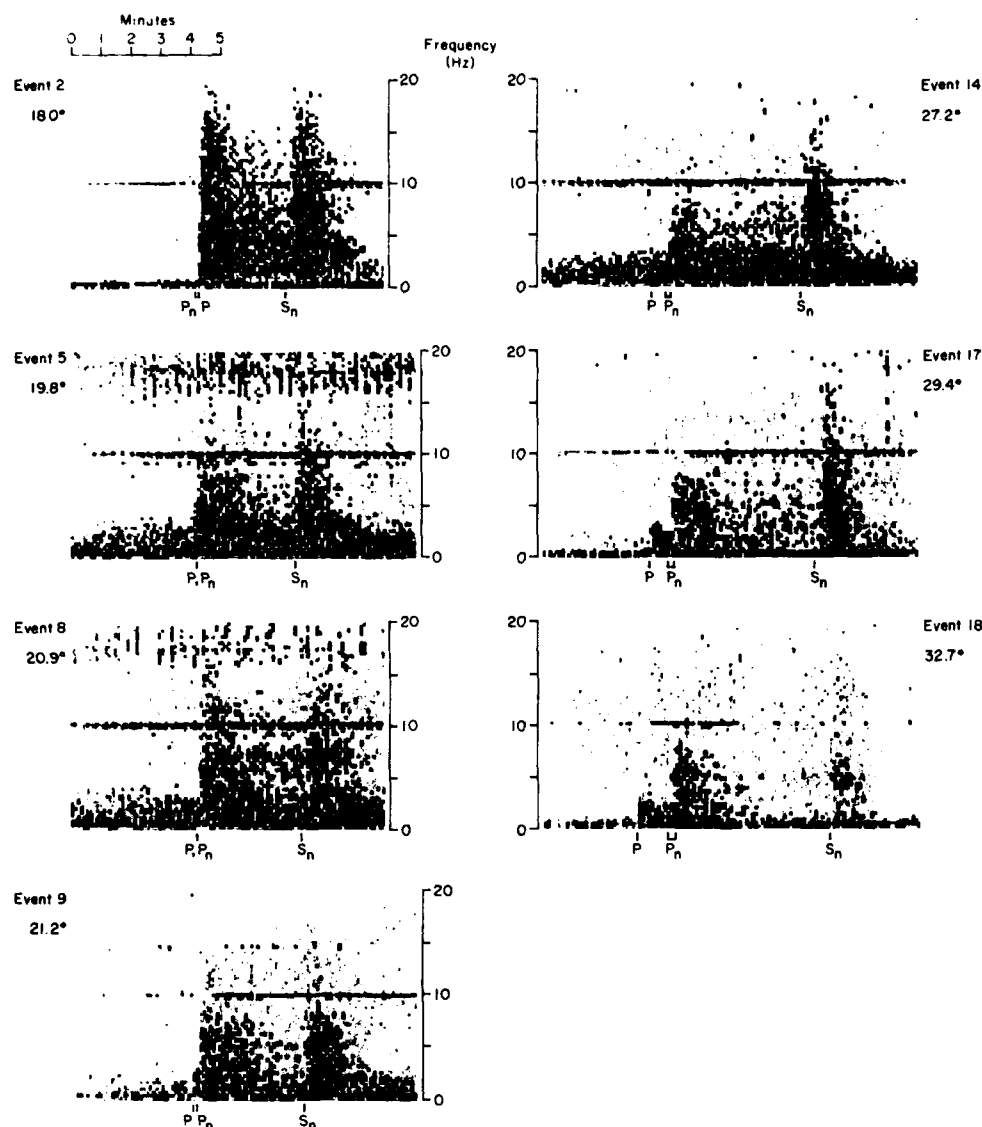 Minutes
0 1 2 3 4 5
Frequency
(Hz)
Event 2
18.0°
20
10
0
Pn P
Sn
Event 5
19.8°
20
10
0
P, Pn
Sn
Event 8
20.9°
20
10
0
P, Pn
Sn
Event 9
21.2°
20
10
0
P Pn
Sn
Event 14
27.2°
20
10
0
P Pn
Sn
Event 17
29.4°
20
10
0
P Pn
Sn
Event 18
32.7°
20
10
0
P Pn
Sn